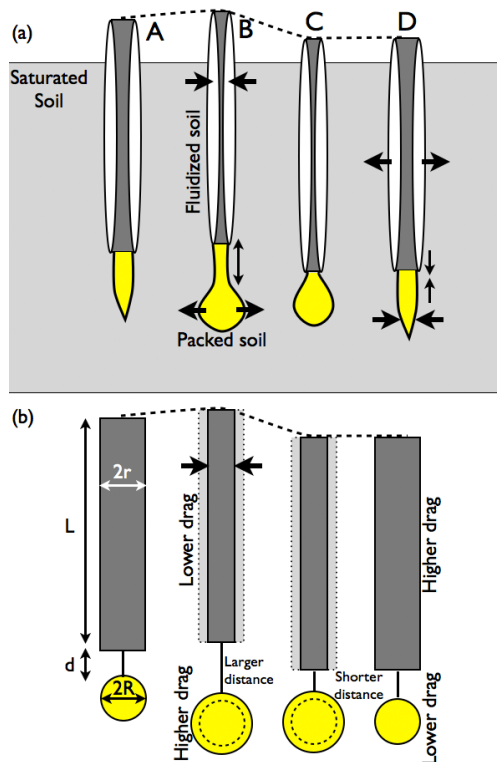 (a)
A
B
C
D
Saturated
Soil
Fluidized soil
Packed soil
(b)
2r
L
d
2R
Lower drag
Higher drag
Larger
distance
Shorter
distance
Higher drag
Lower drag